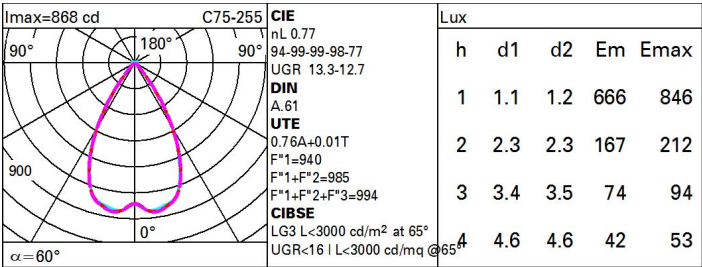 Imax=868 cd C75-255
90° 180° 90°
900
0°
α=60°
CIE
nL 0.77
94-99-99-98-77
UGR 13.3-12.7
DIN
A.61
UTE
0.76A+0.01T
F"1=940
F"1+F"2=985
F"1+F"2+F"3=994
CIBSE
LG3 L<3000 cd/m² at 65°
UGR<16 | L<3000 cd/mq @65°
Lux
h d1 d2 Em Emax
1 1.1 1.2 666 846
2 2.3 2.3 167 212
3 3.4 3.5 74 94
4 4.6 4.6 42 53